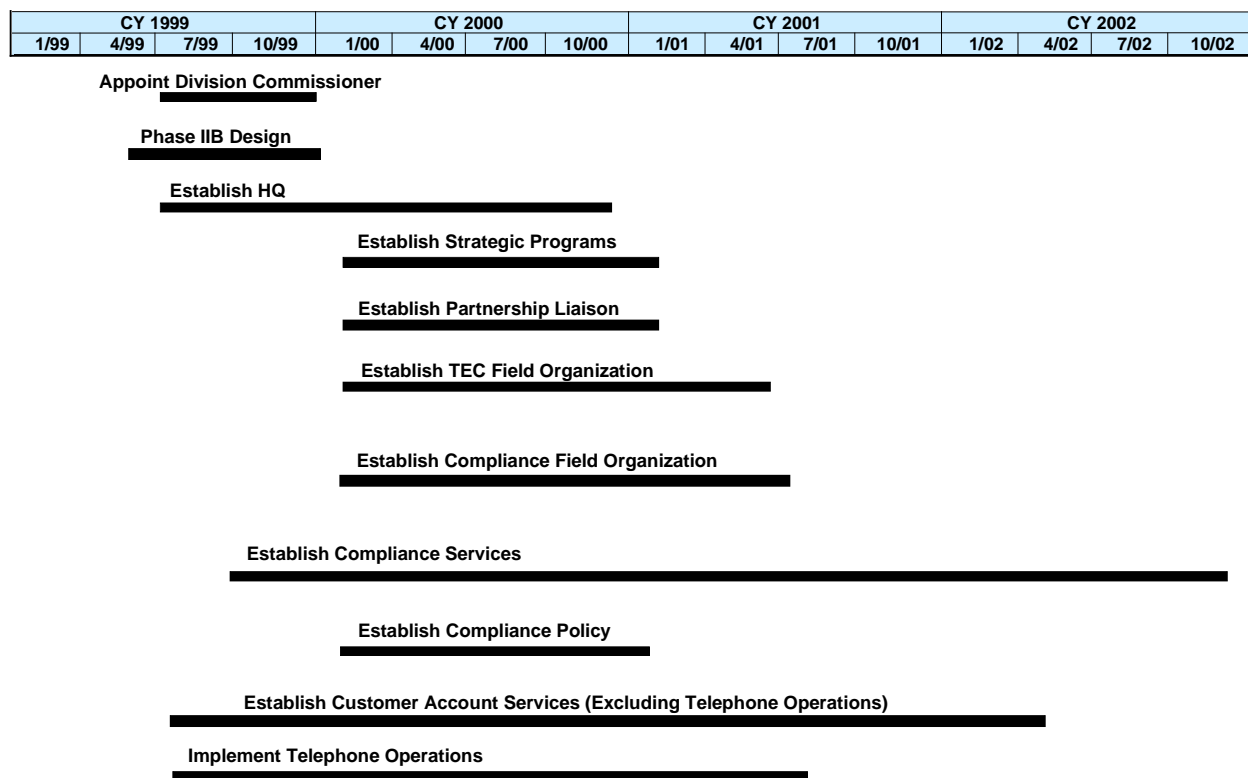 CY 1999 CY 2000 CY 2001 CY 2002
1/99 4/99 7/99 10/99 1/00 4/00 7/00 10/00 1/01 4/01 7/01 10/01 1/02 4/02 7/02 10/02
Appoint Division Commissioner
Phase IIB Design
Establish HQ
Establish Strategic Programs
Establish Partnership Liaison
Establish TEC Field Organization
Establish Compliance Field Organization
Establish Compliance Services
Establish Compliance Policy
Establish Customer Account Services (Excluding Telephone Operations)
Implement Telephone Operations